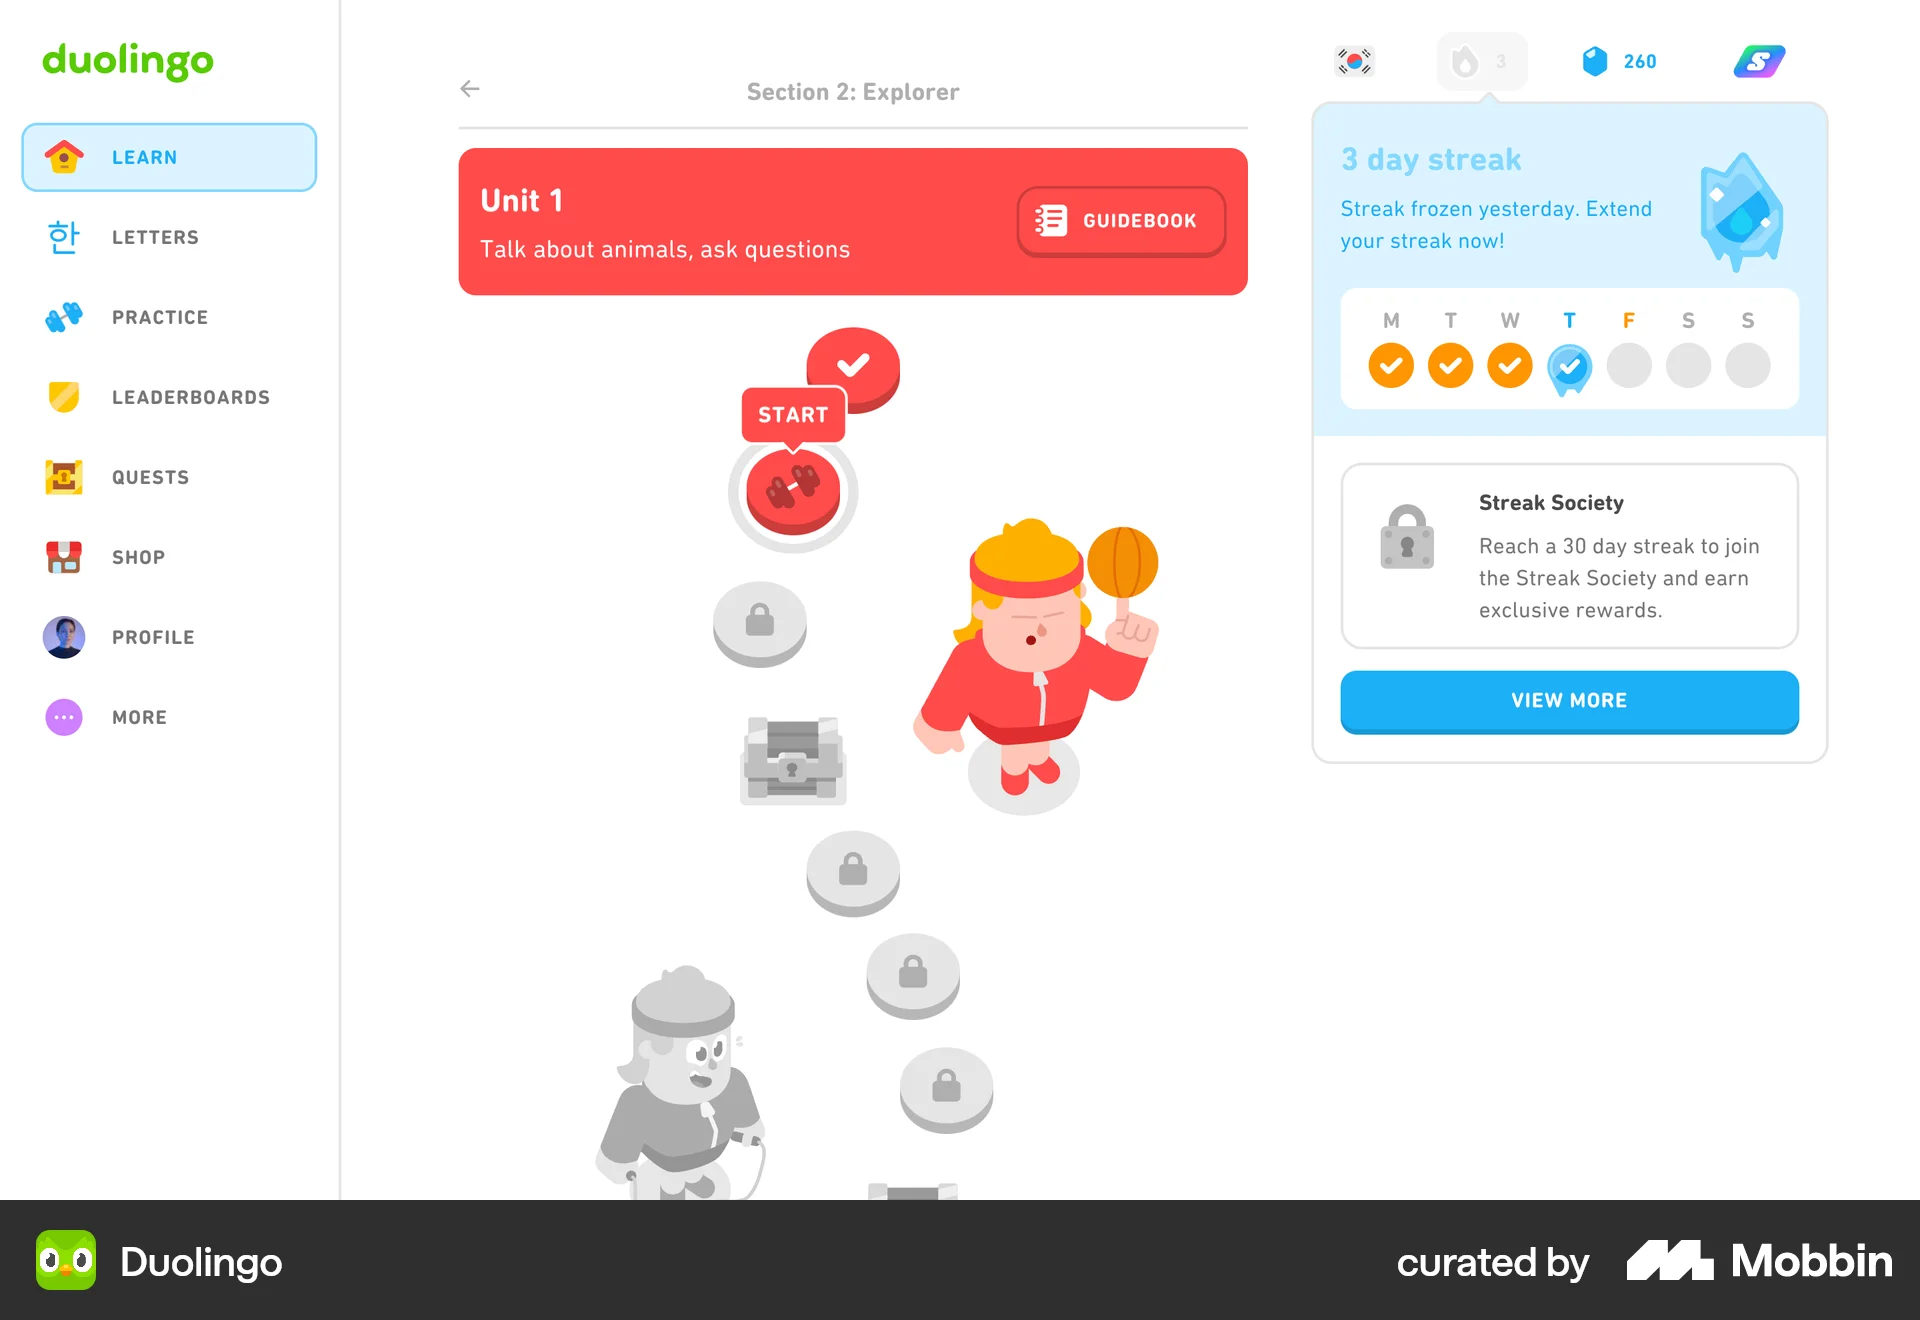 duolingo
LEARN
한 LETTERS
PRACTICE
LEADERBOARDS
QUESTS
SHOP
PROFILE
MORE
Section 2: Explorer
Unit 1
Talk about animals, ask questions
GUIDEBOOK
START
3
260
S
3 day streak
Streak frozen yesterday. Extend
your streak now!
M T W T F S S
Streak Society
Reach a 30 day streak to join
the Streak Society and earn
exclusive rewards.
VIEW MORE
Duolingo
curated by Mobbin